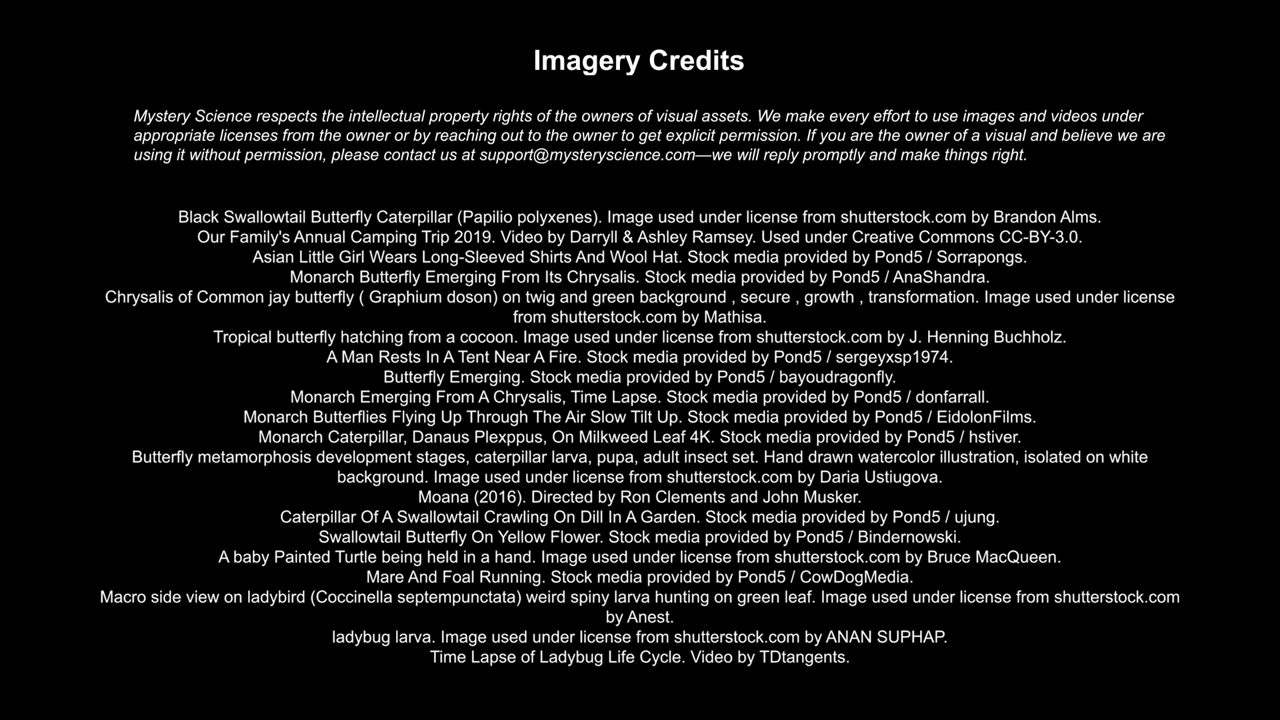 Imagery Credits
Mystery Science respects the intellectual property rights of the owners of visual assets. We make every effort to use images and videos under
appropriate licenses from the owner or by reaching out to the owner to get explicit permission. If you are the owner of a visual and believe we are
using it without permission, please contact us at support@mysteryscience.com—we will reply promptly and make things right.
Black Swallowtail Butterfly Caterpillar (Papilio polyxenes). Image used under license from shutterstock.com by Brandon Alms.
Our Family's Annual Camping Trip 2019. Video by Darryll & Ashley Ramsey. Used under Creative Commons CC-BY-3.0.
Asian Little Girl Wears Long-Sleeved Shirts And Wool Hat. Stock media provided by Pond5 / Sorrapongs.
Monarch Butterfly Emerging From Its Chrysalis. Stock media provided by Pond5 / AnaShandra.
Chrysalis of Common jay butterfly ( Graphium doson) on twig and green background , secure , growth , transformation. Image used under license
from shutterstock.com by Mathisa.
Tropical butterfly hatching from a cocoon. Image used under license from shutterstock.com by J. Henning Buchholz.
A Man Rests In A Tent Near A Fire. Stock media provided by Pond5 / sergeyxsp1974.
Butterfly Emerging. Stock media provided by Pond5 / bayoudragonfly.
Monarch Emerging From A Chrysalis, Time Lapse. Stock media provided by Pond5 / donfarrall.
Monarch Butterflies Flying Up Through The Air Slow Tilt Up. Stock media provided by Pond5 / EidolonFilms.
Monarch Caterpillar, Danaus Plexppus, On Milkweed Leaf 4K. Stock media provided by Pond5 / hstiver.
Butterfly metamorphosis development stages, caterpillar larva, pupa, adult insect set. Hand drawn watercolor illustration, isolated on white
background. Image used under license from shutterstock.com by Daria Ustiugova.
Moana (2016). Directed by Ron Clements and John Musker.
Caterpillar Of A Swallowtail Crawling On Dill In A Garden. Stock media provided by Pond5 / ujung.
Swallowtail Butterfly On Yellow Flower. Stock media provided by Pond5 / Bindernowski.
A baby Painted Turtle being held in a hand. Image used under license from shutterstock.com by Bruce MacQueen.
Mare And Foal Running. Stock media provided by Pond5 / CowDogMedia.
Macro side view on ladybird (Coccinella septempunctata) weird spiny larva hunting on green leaf. Image used under license from shutterstock.com
by Anest.
ladybug larva. Image used under license from shutterstock.com by ANAN SUPHAP.
Time Lapse of Ladybug Life Cycle. Video by TDtangents.